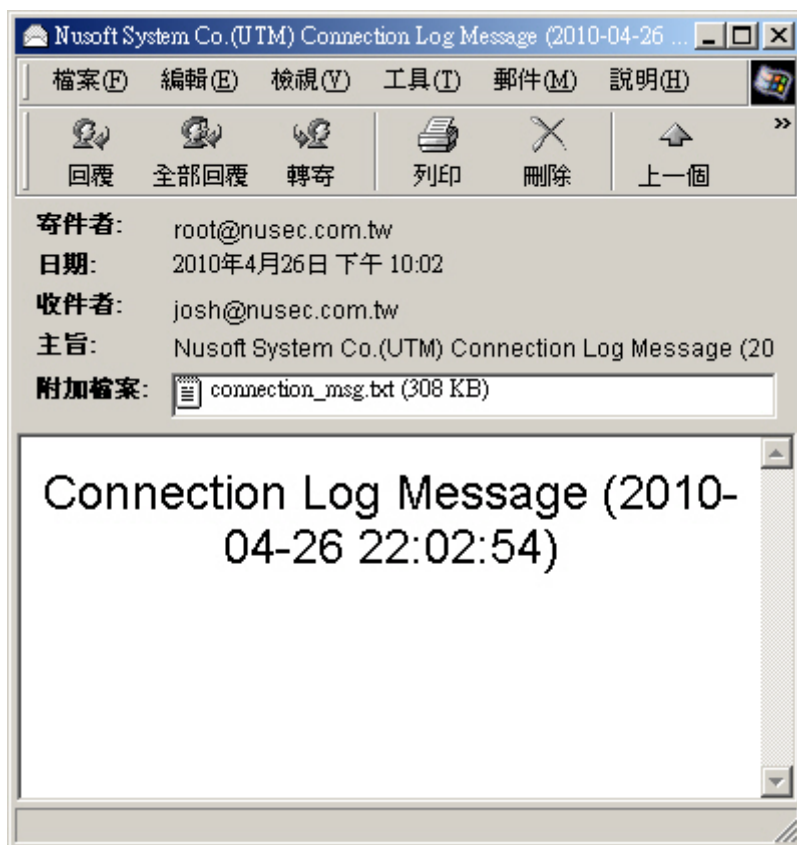 Nusoft System Co.(UTM) Connection Log Message (2010-04-26 ...
檔案(F) 編輯(E) 檢視(V) 工具(T) 郵件(M) 說明(H)
回覆 全部回覆 轉寄 列印 刪除 上一個 »
寄件者: root@nusec.com.tw
日期: 2010年4月26日 下午 10:02
收件者: josh@nusec.com.tw
主旨: Nusoft System Co.(UTM) Connection Log Message (20
附加檔案: connection_msg.txt (308 KB)
Connection Log Message (2010-
04-26 22:02:54)